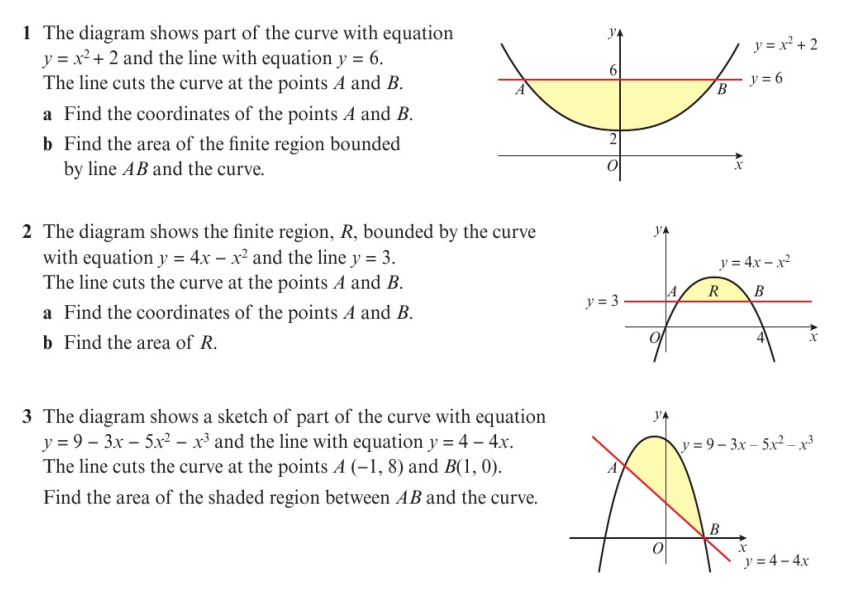 1 The diagram shows part of the curve with equation
y = x² + 2 and the line with equation y = 6.
The line cuts the curve at the points A and B.
a Find the coordinates of the points A and B.
b Find the area of the finite region bounded
by line AB and the curve.
y
y = x² + 2
6
y = 6
A
B
2
O
x
2 The diagram shows the finite region, R, bounded by the curve
with equation y = 4x – x² and the line y = 3.
The line cuts the curve at the points A and B.
a Find the coordinates of the points A and B.
b Find the area of R.
y
y = 4x – x²
A
R
B
y = 3
O
4
x
3 The diagram shows a sketch of part of the curve with equation
y = 9 – 3x – 5x² – x³ and the line with equation y = 4 – 4x.
The line cuts the curve at the points A (–1, 8) and B(1, 0).
Find the area of the shaded region between AB and the curve.
y
y = 9 – 3x – 5x² – x³
A
B
O
x
y = 4 – 4x